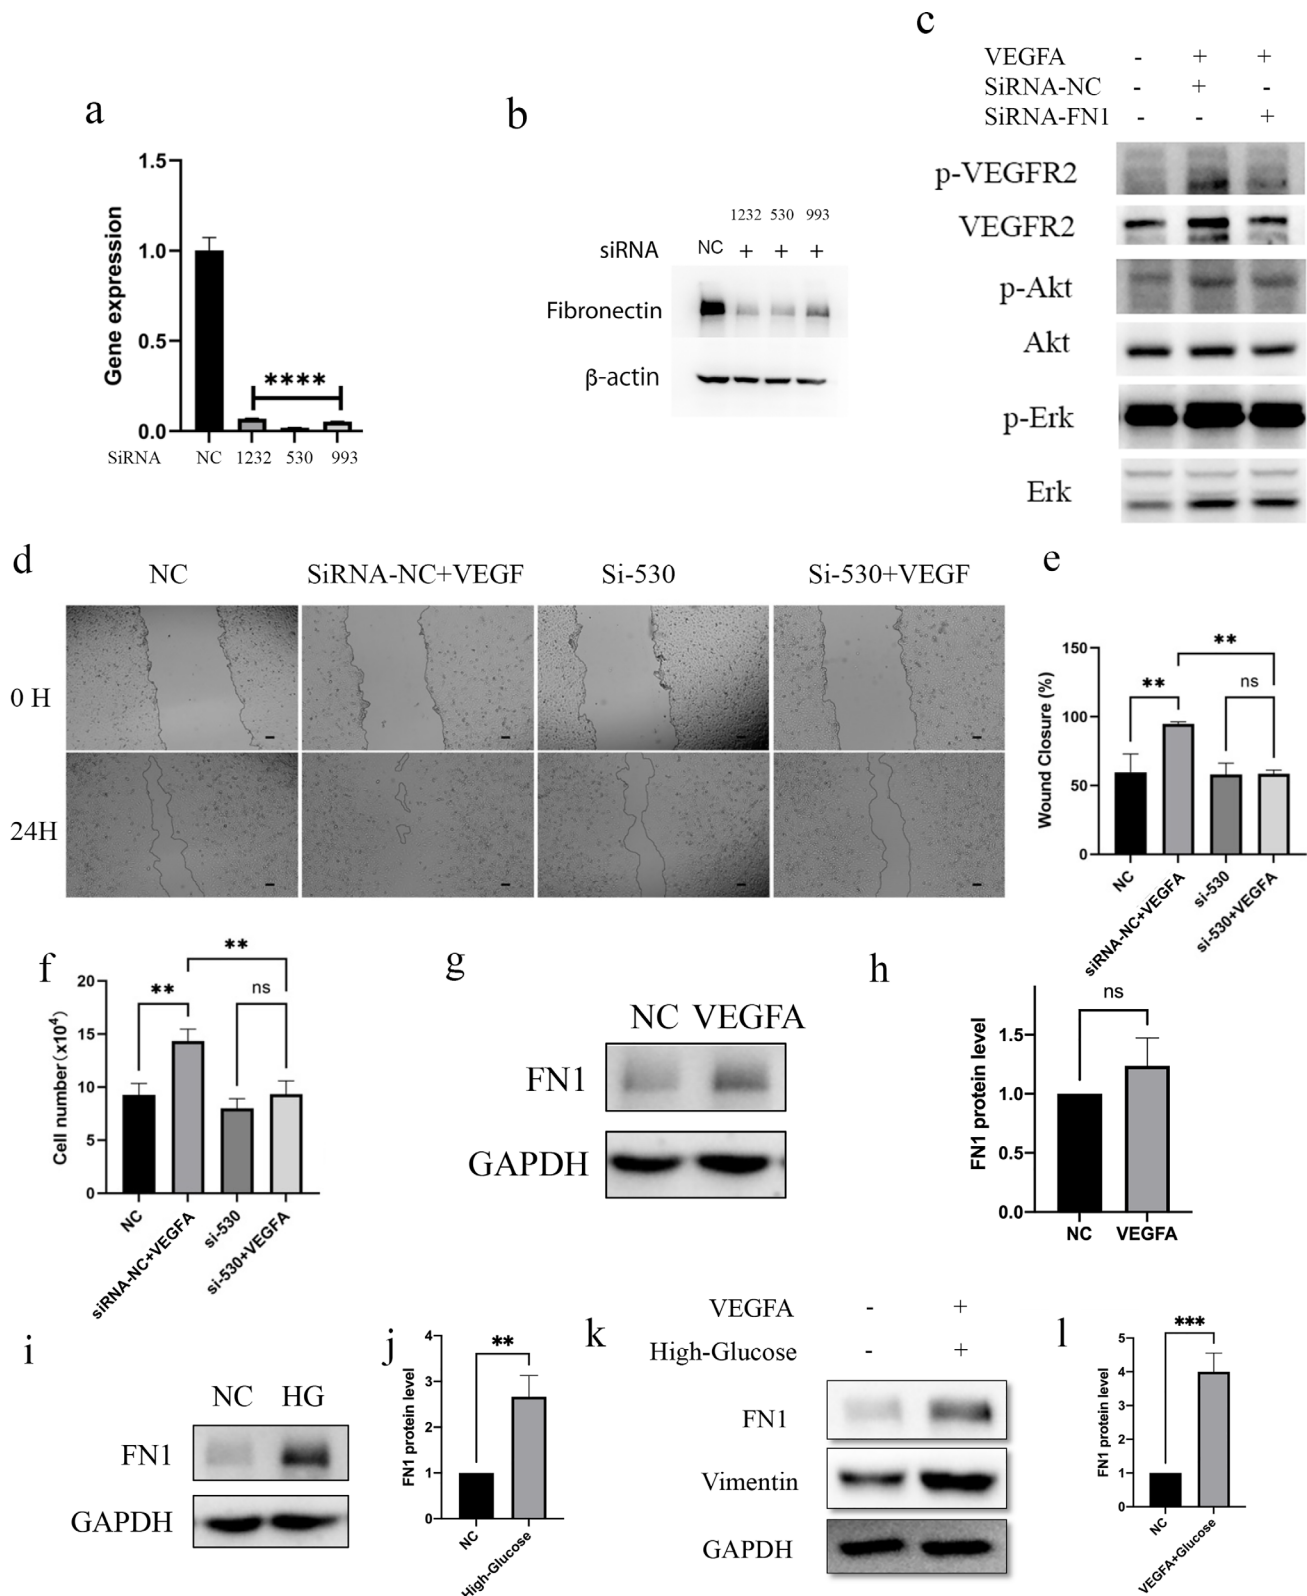 a
1.5
1.0
0.5
0.0
Gene expression
****
SiRNA NC 1232 530 993
b
1232 530 993
siRNA NC + + +
Fibronectin
β-actin
c
VEGFA - + +
SiRNA-NC - + -
SiRNA-FN1 - - +
p-VEGFR2
VEGFR2
p-Akt
Akt
p-Erk
Erk
d
NC SiRNA-NC+VEGF Si-530 Si-530+VEGF
0 H
24H
e
150
100
50
0
Wound Closure (%)
**
**
ns
NC
siRNA-NC+VEGFA
si-530
si-530+VEGFA
f
20
15
10
5
0
Cell number(x10⁴)
**
**
ns
NC
siRNA-NC+VEGFA
si-530
si-530+VEGFA
g
NC VEGFA
FN1
GAPDH
h
1.5
1.0
0.5
0.0
FN1 protein level
ns
NC VEGFA
i
NC HG
FN1
GAPDH
j
4
3
2
1
0
FN1 protein level
**
NC
High-Glucose
k
VEGFA - +
High-Glucose - +
FN1
Vimentin
GAPDH
l
5
4
3
2
1
0
FN1 protein level
***
NC
VEGFA+Glucose